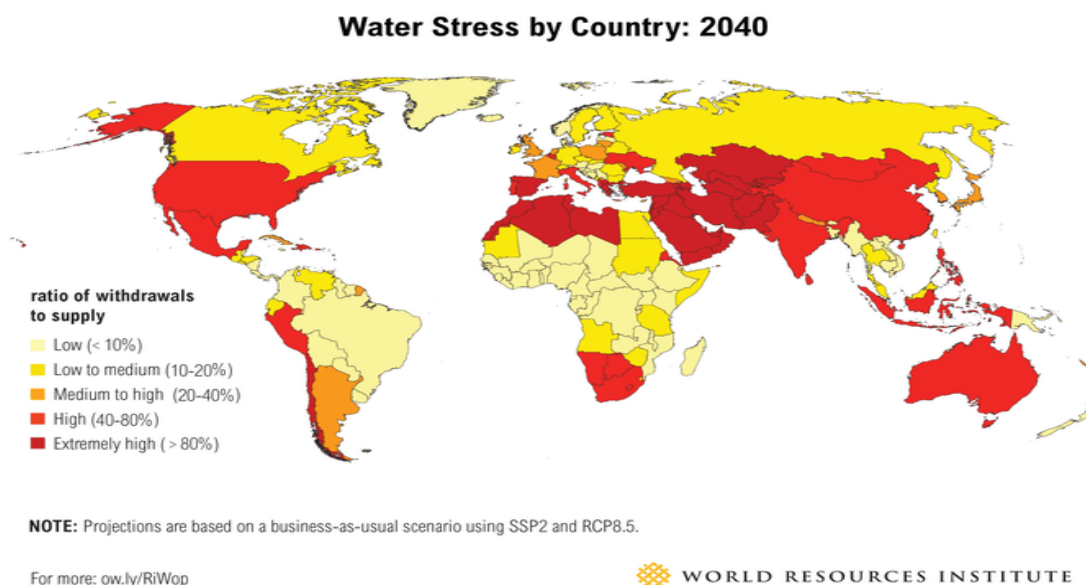 Water Stress by Country: 2040
ratio of withdrawals
to supply
Low (< 10%)
Low to medium (10-20%)
Medium to high (20-40%)
High (40-80%)
Extremely high ( > 80%)
NOTE: Projections are based on a business-as-usual scenario using SSP2 and RCP8.5.
For more: ow.ly/RiWop
WORLD RESOURCES INSTITUTE